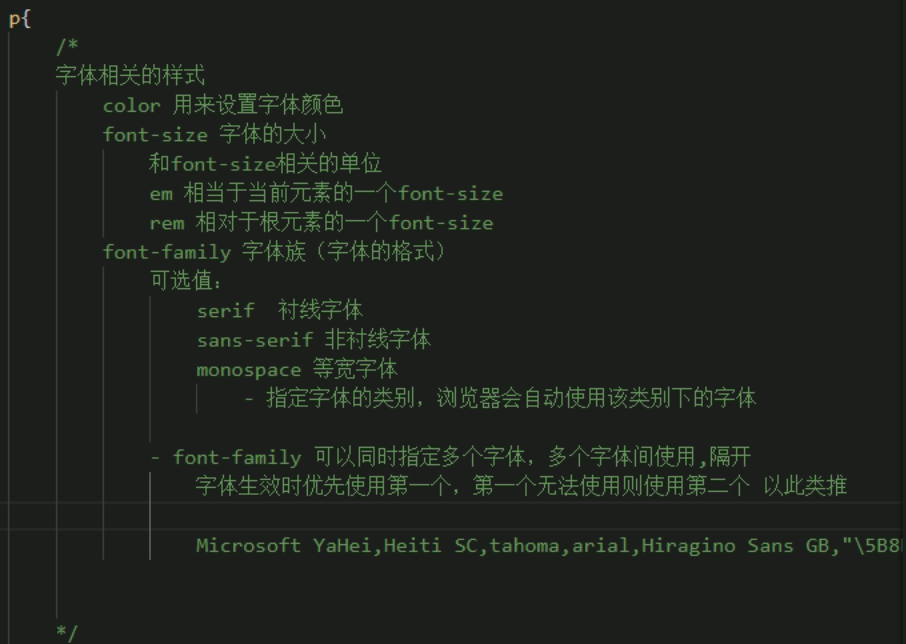 p{
/*
字体相关的样式
color 用来设置字体颜色
font-size 字体的大小
和font-size相关的单位
em 相当于当前元素的一个font-size
rem 相对于根元素的一个font-size
font-family 字体族（字体的格式）
可选值：
serif  衬线字体
sans-serif 非衬线字体
monospace 等宽字体
- 指定字体的类别，浏览器会自动使用该类别下的字体
- font-family 可以同时指定多个字体，多个字体间使用,隔开
字体生效时优先使用第一个，第一个无法使用则使用第二个 以此类推
Microsoft YaHei,Heiti SC,tahoma,arial,Hiragino Sans GB,"\5B8
*/